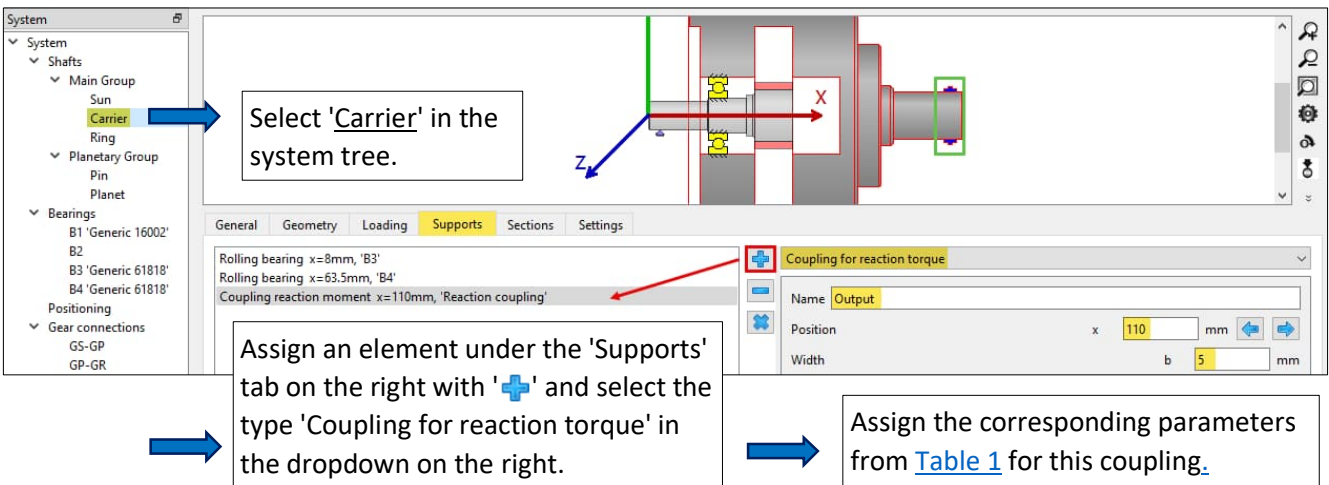 System
System
Shafts
Main Group
Sun
Carrier
Ring
Planetary Group
Pin
Planet
Bearings
B1 'Generic 16002'
B2
B3 'Generic 61818'
B4 'Generic 61818'
Positioning
Gear connections
GS-GP
GP-GR
Select 'Carrier' in the
system tree.
X
Z
General Geometry Loading Supports Sections Settings
Rolling bearing x=8mm, 'B3'
Rolling bearing x=63.5mm, 'B4'
Coupling reaction moment x=110mm, 'Reaction coupling'
Coupling for reaction torque
Name Output
Position x 110 mm
Width b 5 mm
Assign an element under the 'Supports'
tab on the right with '+' and select the
type 'Coupling for reaction torque' in
the dropdown on the right.
Assign the corresponding parameters
from Table 1 for this coupling.